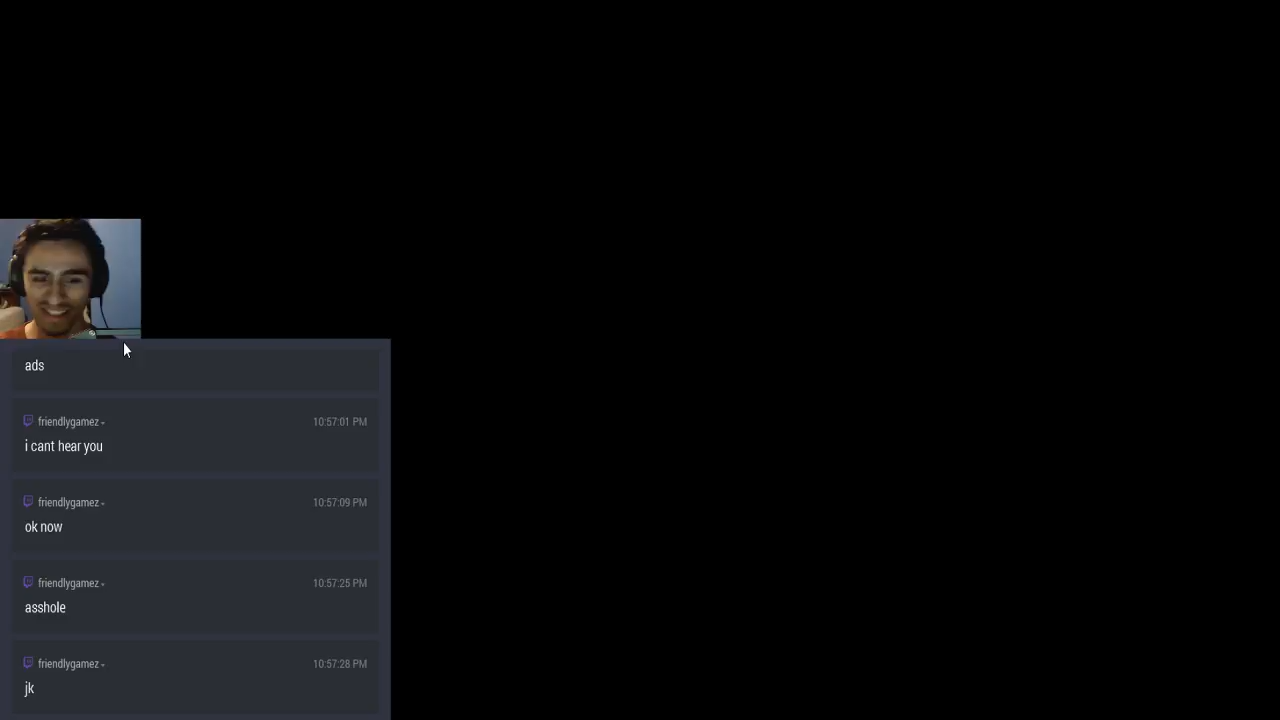 ads
friendlygamez
10:57:01 PM
i cant hear you
friendlygamez
10:57:09 PM
ok now
friendlygamez
10:57:25 PM
asshole
friendlygamez
10:57:28 PM
jk